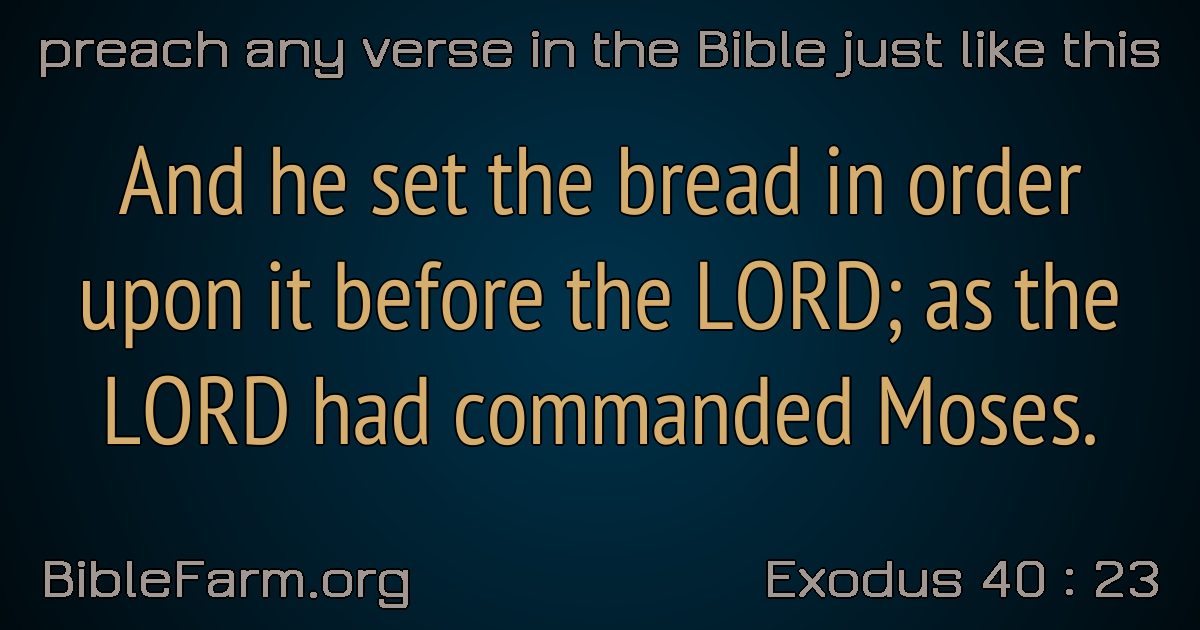 preach any verse in the Bible just like this
And he set the bread in order
upon it before the LORD; as the
LORD had commanded Moses.
BibleFarm.org
Exodus 40 : 23